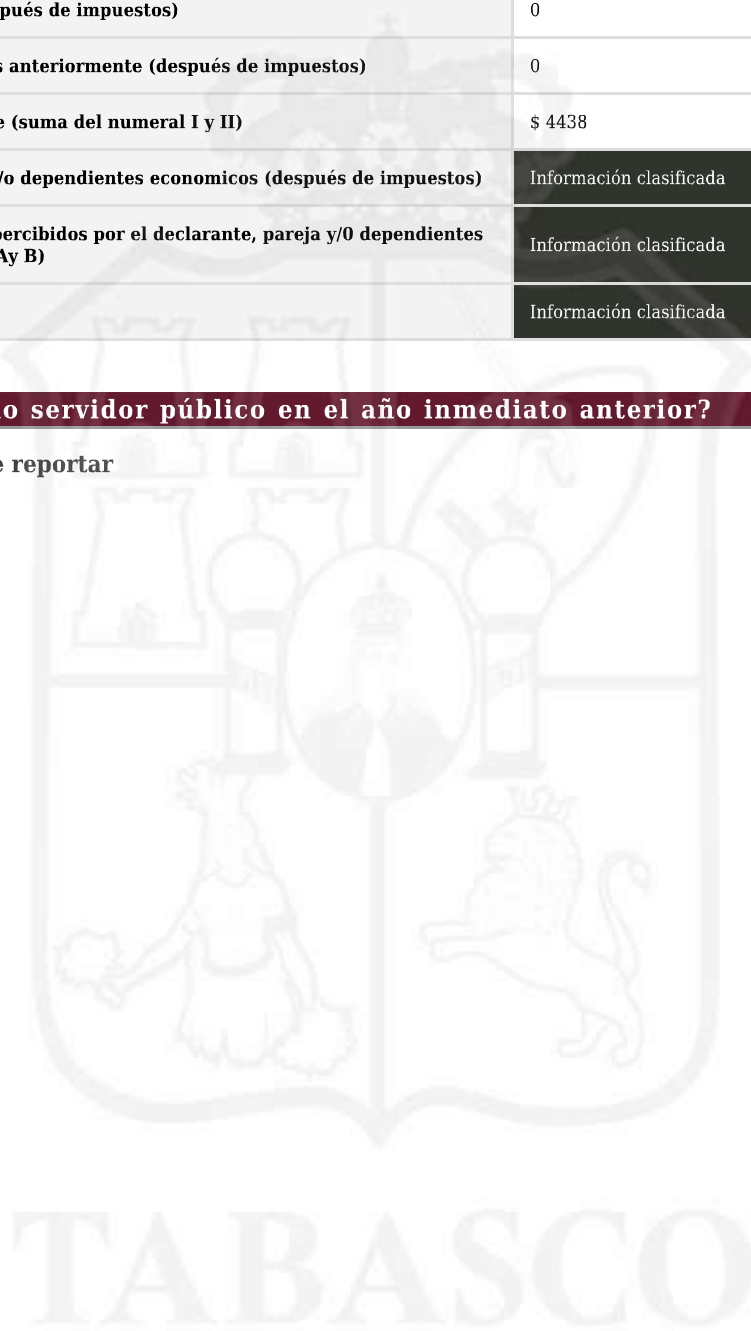 pués de impuestos) 0
s anteriormente (después de impuestos) 0
e (suma del numeral I y II) $ 4438
/o dependientes economicos (después de impuestos) Información clasificada
percibidos por el declarante, pareja y/0 dependientes
Ay B) Información clasificada
Información clasificada
o servidor público en el año inmediato anterior?
e reportar
TABASCO